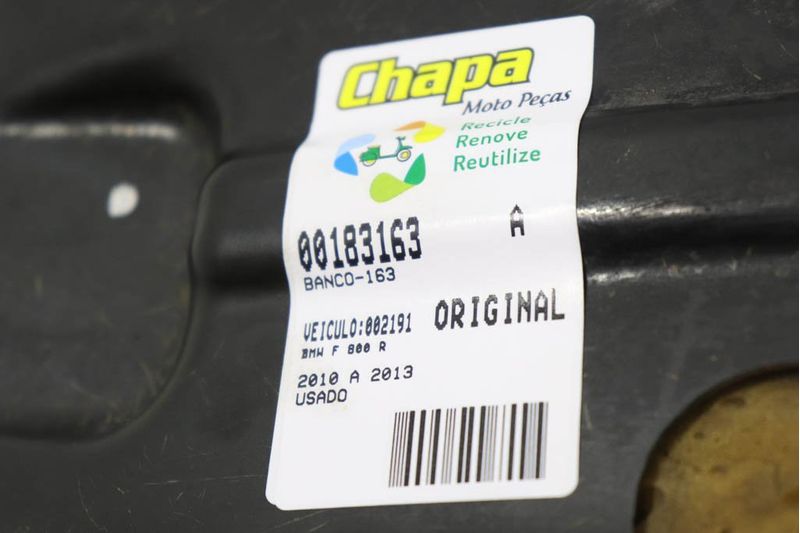 Chapa
Moto Peças
Recicle
Renove
Reutilize
00183163 A
BANCO-163
VEICULO:002191 ORIGINAL
BMW F 800 R
2010 A 2013
USADO